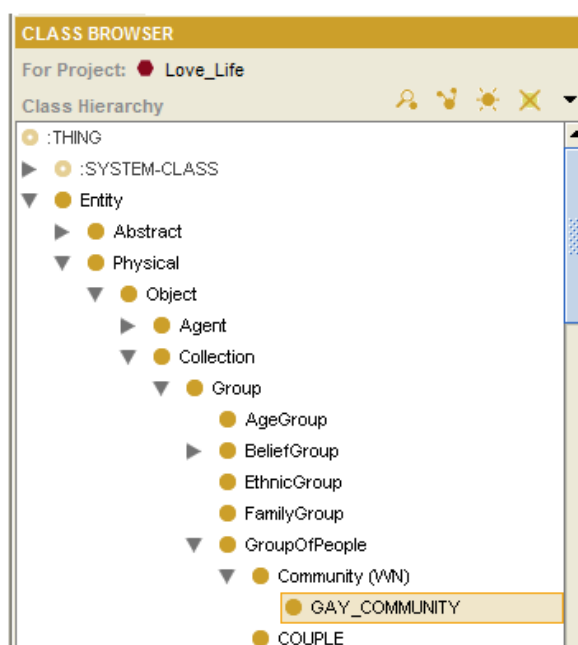 CLASS BROWSER
For Project: Love_Life
Class Hierarchy
:THING
:SYSTEM-CLASS
Entity
Abstract
Physical
Object
Agent
Collection
Group
AgeGroup
BeliefGroup
EthnicGroup
FamilyGroup
GroupOfPeople
Community (WN)
GAY_COMMUNITY
COUPLE